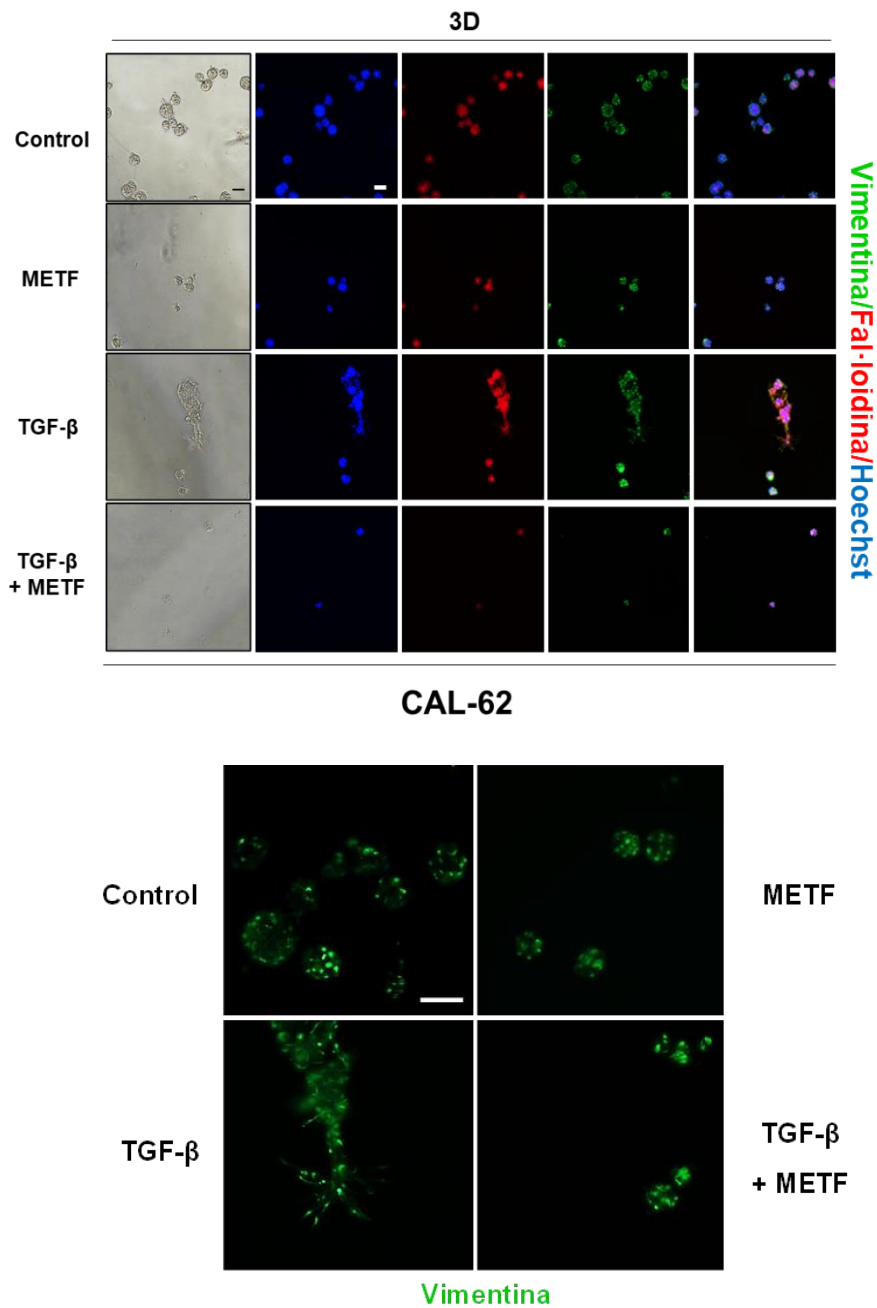 3D
Control
METF
TGF-β
TGF-β
+ METF
Vimentina/Fal·loidina/Hoechst
CAL-62
Control
METF
TGF-β
TGF-β
+ METF
Vimentina